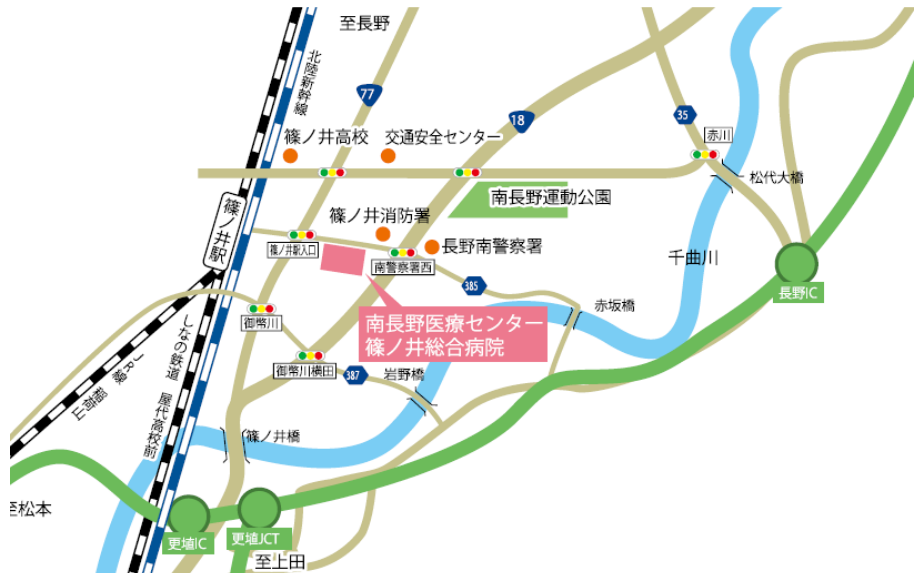 至長野
北陸新幹線
77
18
35
赤川
篠ノ井高校
交通安全センター
松代大橋
南長野運動公園
篠ノ井駅
篠ノ井消防署
篠ノ井駅入口
長野南警察署
南警察署西
千曲川
385
長野IC
赤坂橋
御幣川
南長野医療センター
篠ノ井総合病院
しなの鉄道 屋代高校前
JR線 稲荷山
御幣川横田
387
岩野橋
篠ノ井橋
至松本
更埴IC
更埴JCT
至上田